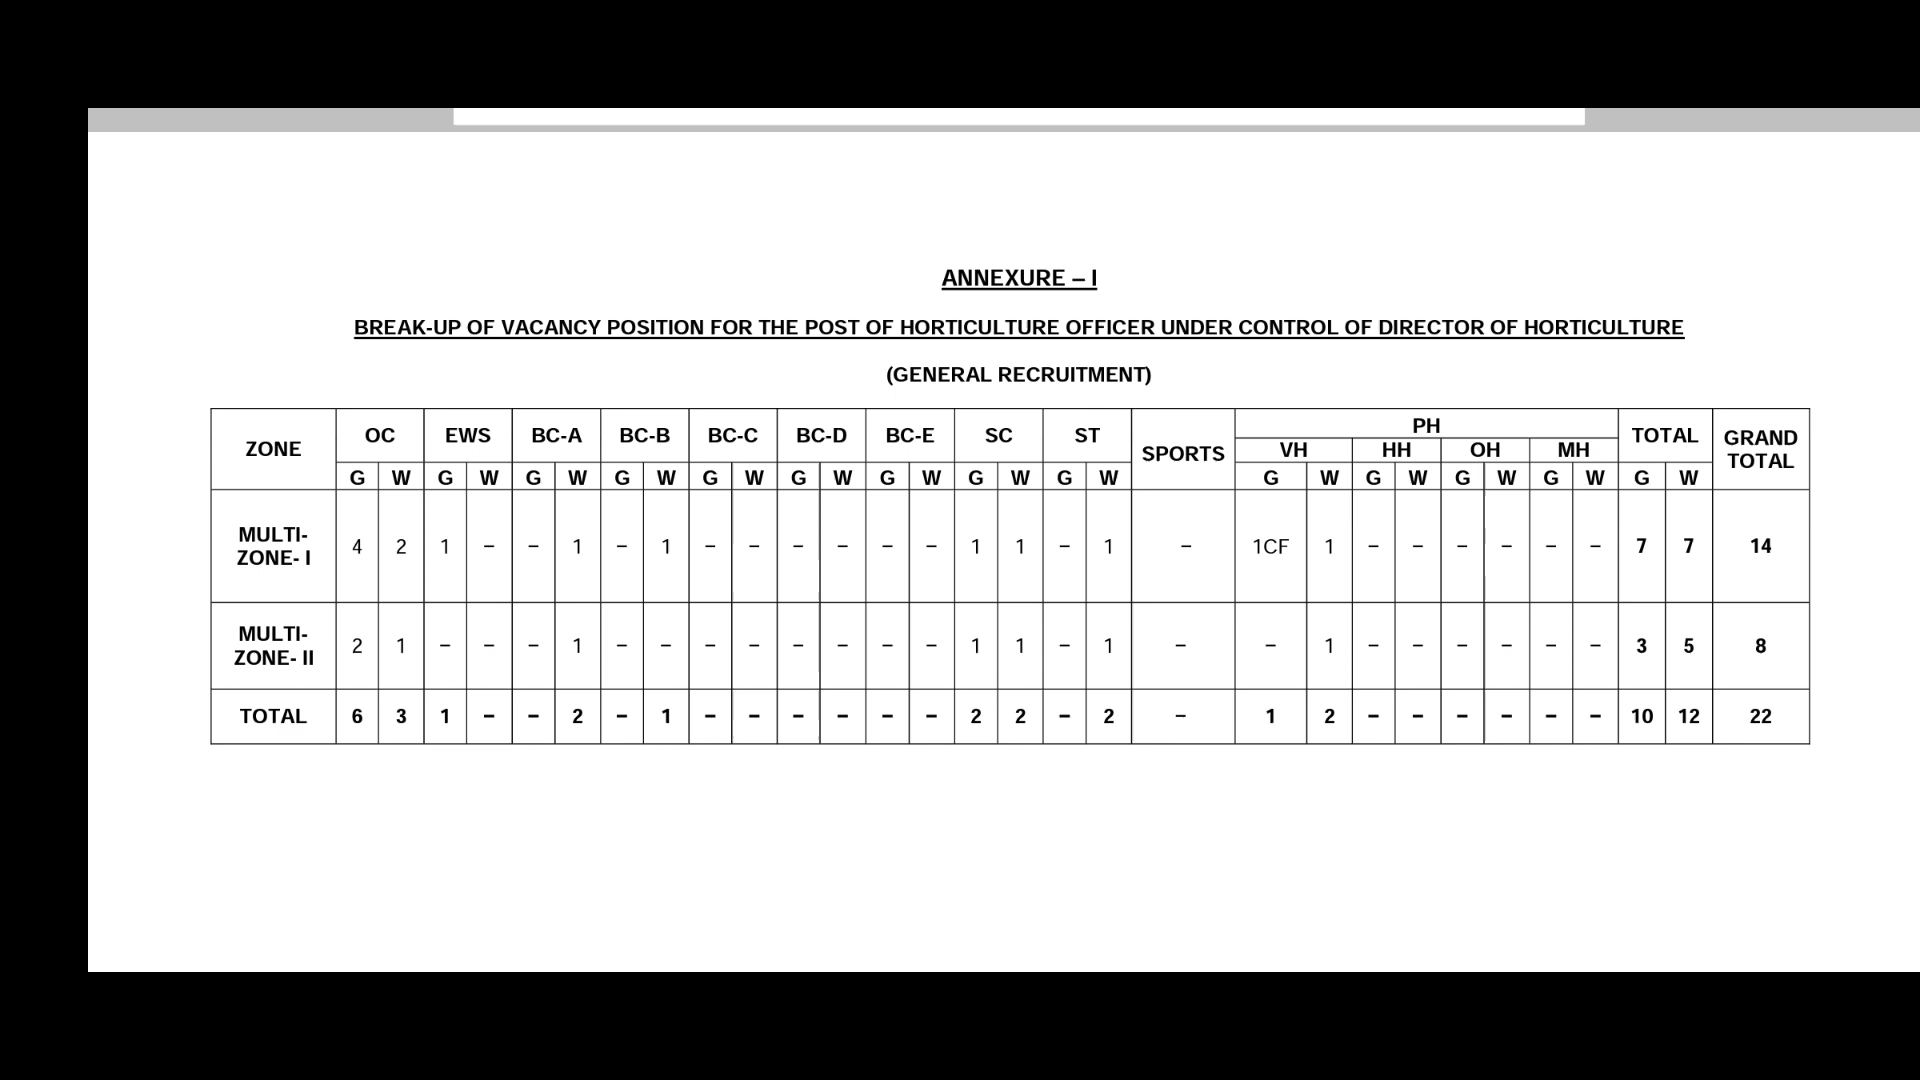 ANNEXURE – I
BREAK-UP OF VACANCY POSITION FOR THE POST OF HORTICULTURE OFFICER UNDER CONTROL OF DIRECTOR OF HORTICULTURE
(GENERAL RECRUITMENT)
ZONE OC EWS BC-A BC-B BC-C BC-D BC-E SC ST SPORTS PH TOTAL GRAND TOTAL
VH HH OH MH
G W G W G W G W G W G W G W G W G W G W G W G W G W G W
MULTI-ZONE- I 4 2 1 – – 1 – 1 – – – – – – 1 1 – 1 – 1CF 1 – – – – – – 7 7 14
MULTI-ZONE- II 2 1 – – – 1 – – – – – – – – 1 1 – 1 – – 1 – – – – – – 3 5 8
TOTAL 6 3 1 – – 2 – 1 – – – – – – 2 2 – 2 – 1 2 – – – – – – 10 12 22